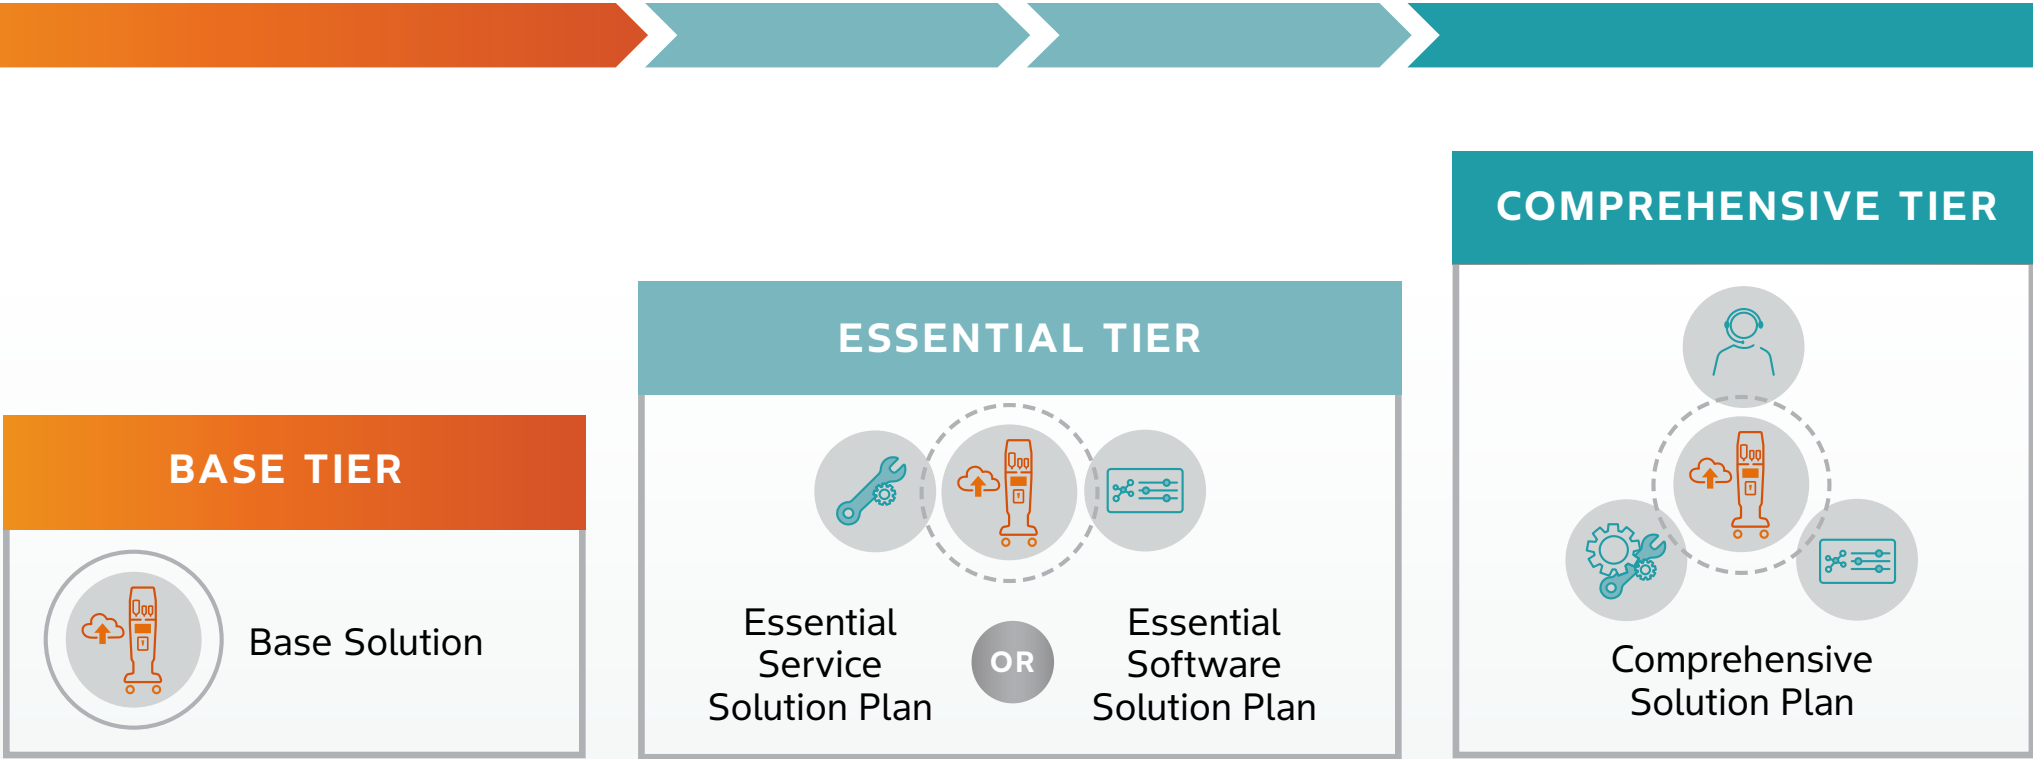 BASE TIER
Base Solution
ESSENTIAL TIER
Essential
Service
Solution Plan
OR
Essential
Software
Solution Plan
COMPREHENSIVE TIER
Comprehensive
Solution Plan